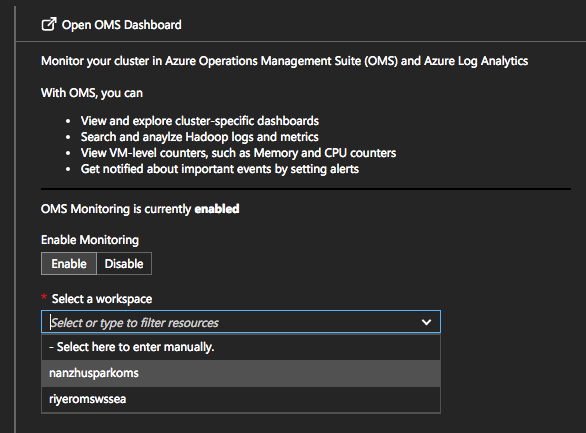 Open OMS Dashboard
Monitor your cluster in Azure Operations Management Suite (OMS) and Azure Log Analytics
With OMS, you can
• View and explore cluster-specific dashboards
• Search and anaylze Hadoop logs and metrics
• View VM-level counters, such as Memory and CPU counters
• Get notified about important events by setting alerts
OMS Monitoring is currently enabled
Enable Monitoring
Enable Disable
* Select a workspace
Select or type to filter resources
- Select here to enter manually.
nanzhusparkoms
riyeromswssea